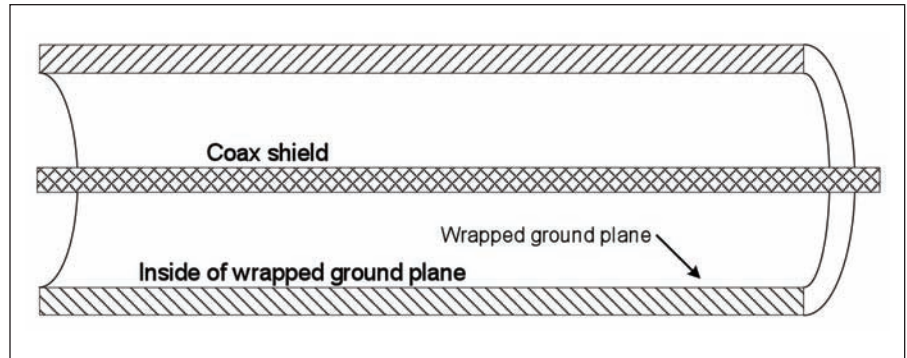 Coax shield
Wrapped ground plane
Inside of wrapped ground plane